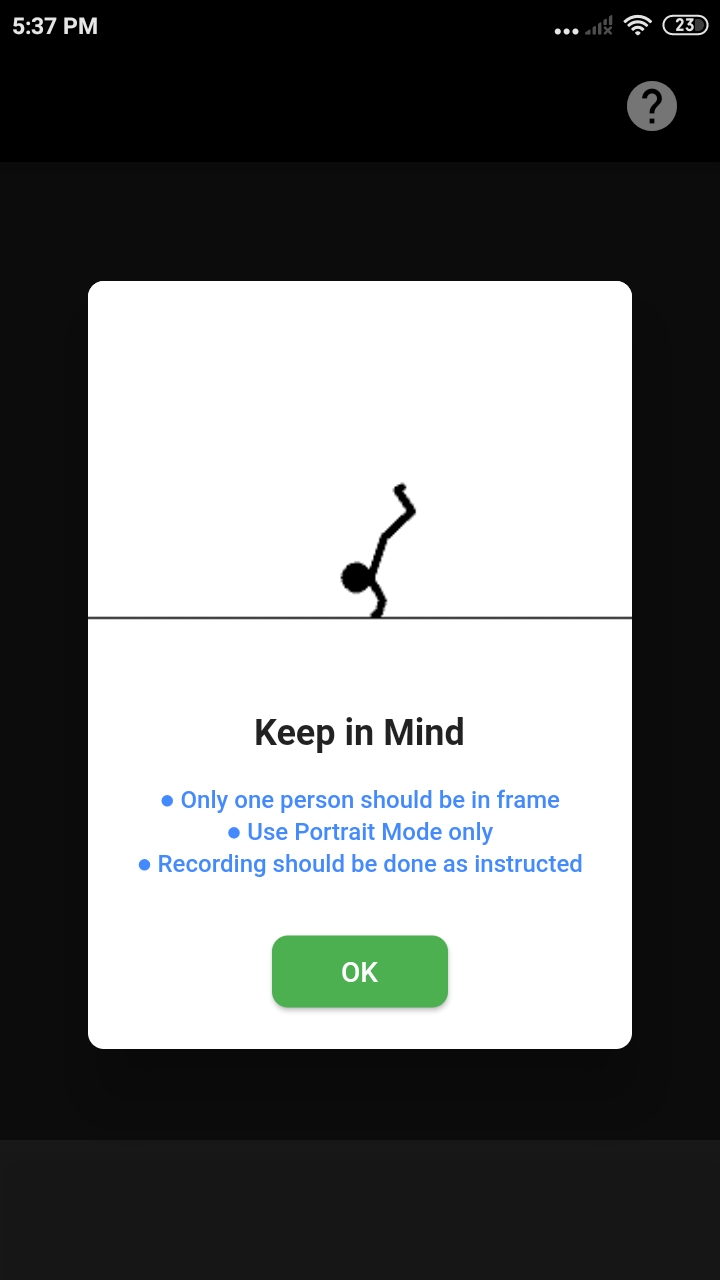 5:37 PM
23
?
Keep in Mind
● Only one person should be in frame
● Use Portrait Mode only
● Recording should be done as instructed
OK